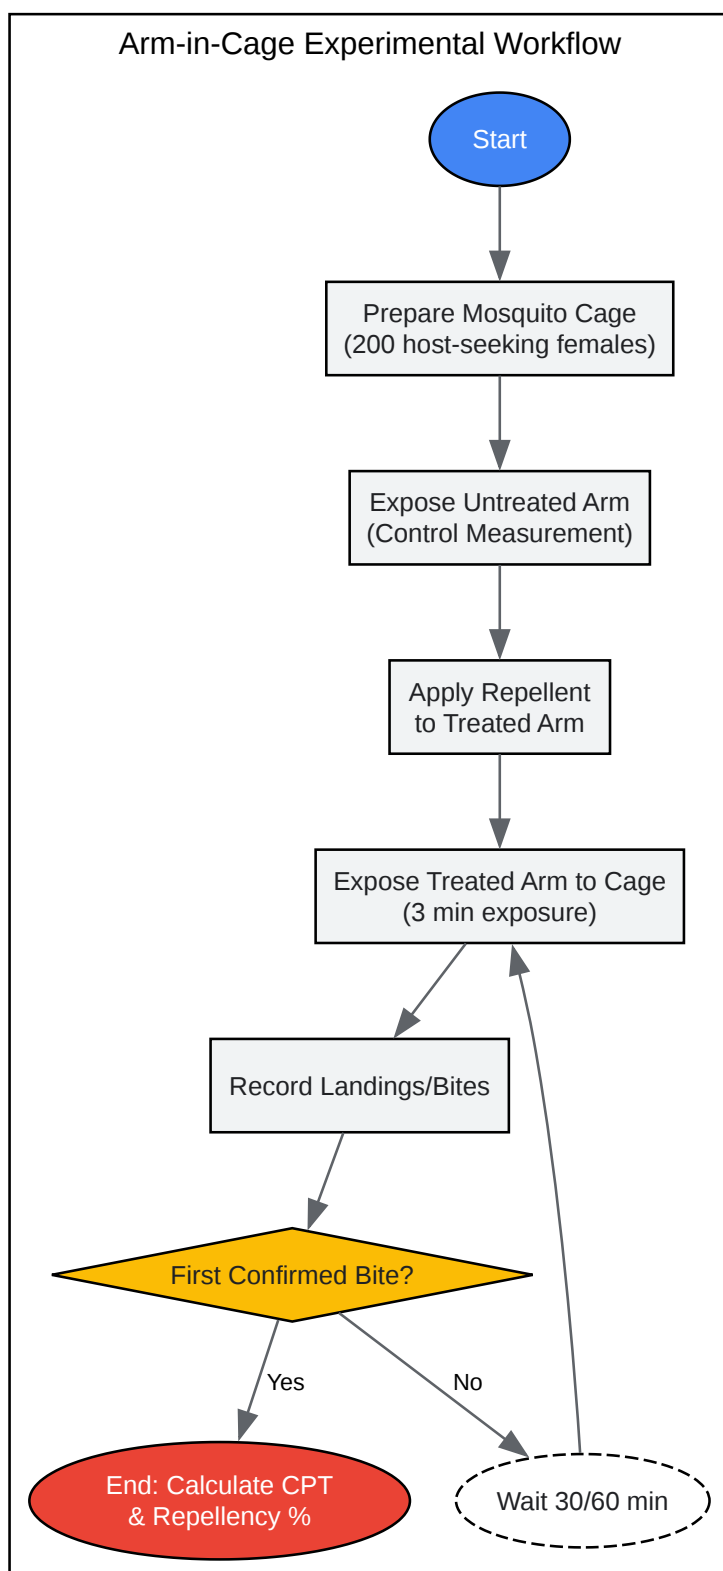 Arm-in-Cage Experimental Workflow
Start
Prepare Mosquito Cage
(200 host-seeking females)
Expose Untreated Arm
(Control Measurement)
Apply Repellent
to Treated Arm
Expose Treated Arm to Cage
(3 min exposure)
Record Landings/Bites
First Confirmed Bite?
Yes
No
End: Calculate CPT
& Repellency %
Wait 30/60 min